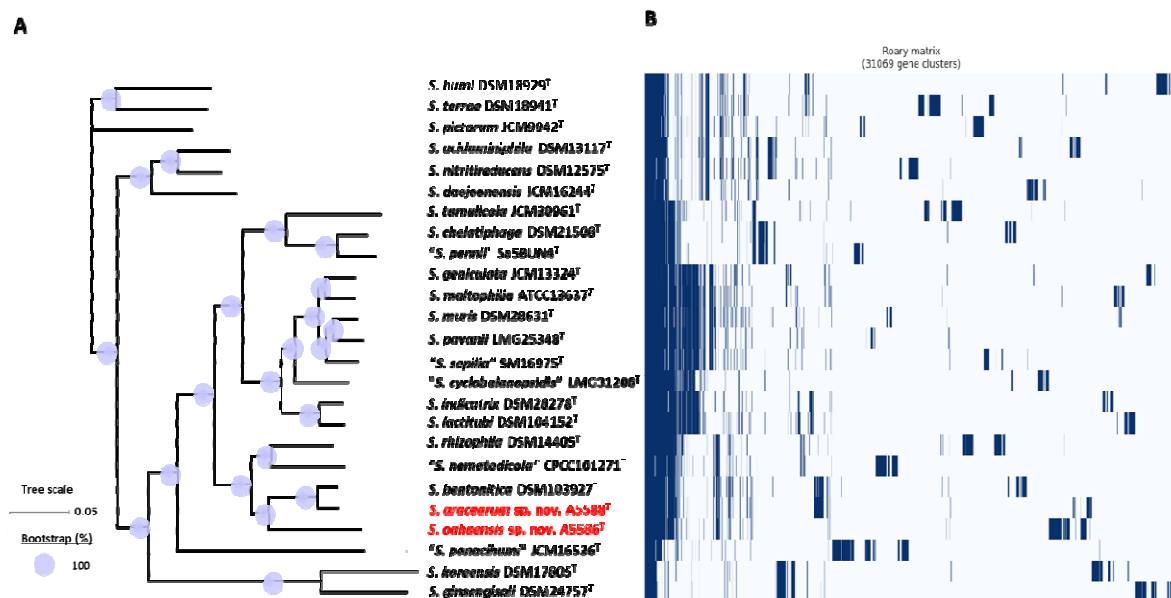 A
B
Roary matrix
(31069 gene clusters)
S. humi DSM18929ᵀ
S. terrae DSM18941ᵀ
S. pictorum JCM9942ᵀ
S. acidaminiphila DSM13117ᵀ
S. nitritireducens DSM12575ᵀ
S. daejeonensis JCM16244ᵀ
S. tumulicola JCM30961ᵀ
S. chelatiphaga DSM21508ᵀ
"S. pennii" Sa5BUN4ᵀ
S. geniculata JCM13324ᵀ
S. maltophilia ATCC13637ᵀ
S. muris DSM28631ᵀ
S. pavanii LMG25348ᵀ
"S. sepilia" SM16975ᵀ
"S. cyclobalanopsidis" LMG31208ᵀ
S. indicatrix DSM28278ᵀ
S. lactitubi DSM104152ᵀ
S. rhizophila DSM14405ᵀ
"S. nematodicola" CPCC101271
S. bentonitica DSM103927
S. aracearum sp. nov. A5588ᵀ
S. oahuensis sp. nov. A5586ᵀ
"S. panacihumi" JCM16536ᵀ
S. koreensis DSM17805ᵀ
S. ginsengisoli DSM24757ᵀ
Tree scale
0.05
Bootstrap (%)
100